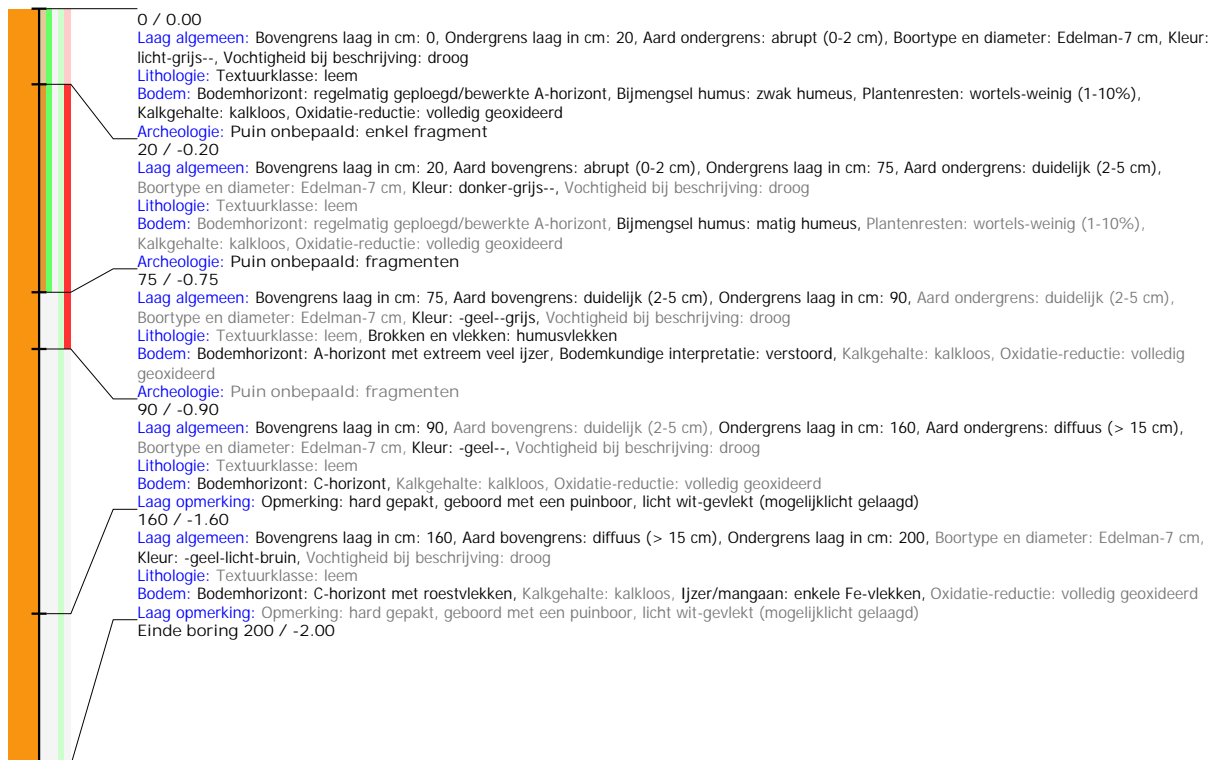 0 / 0.00
Laag algemeen: Bovengrens laag in cm: 0, Ondergrens laag in cm: 20, Aard ondergrens: abrupt (0-2 cm), Boortype en diameter: Edelman-7 cm, Kleur:
licht-grijs--, Vochtigheid bij beschrijving: droog
Lithologie: Textuurklasse: leem
Bodem: Bodemhorizont: regelmatig geploegd/bewerkte A-horizont, Bijmengsel humus: zwak humeus, Plantenresten: wortels-weinig (1-10%),
Kalkgehalte: kalkloos, Oxidatie-reductie: volledig geoxideerd
Archeologie: Puin onbepaald: enkel fragment
20 / -0.20
Laag algemeen: Bovengrens laag in cm: 20, Aard bovengrens: abrupt (0-2 cm), Ondergrens laag in cm: 75, Aard ondergrens: duidelijk (2-5 cm),
Boortype en diameter: Edelman-7 cm, Kleur: donker-grijs--, Vochtigheid bij beschrijving: droog
Lithologie: Textuurklasse: leem
Bodem: Bodemhorizont: regelmatig geploegd/bewerkte A-horizont, Bijmengsel humus: matig humeus, Plantenresten: wortels-weinig (1-10%),
Kalkgehalte: kalkloos, Oxidatie-reductie: volledig geoxideerd
Archeologie: Puin onbepaald: fragmenten
75 / -0.75
Laag algemeen: Bovengrens laag in cm: 75, Aard bovengrens: duidelijk (2-5 cm), Ondergrens laag in cm: 90, Aard ondergrens: duidelijk (2-5 cm),
Boortype en diameter: Edelman-7 cm, Kleur: -geel--grijs, Vochtigheid bij beschrijving: droog
Lithologie: Textuurklasse: leem, Brokken en vlekken: humusvlekken
Bodem: Bodemhorizont: A-horizont met extreem veel ijzer, Bodemkundige interpretatie: verstoord, Kalkgehalte: kalkloos, Oxidatie-reductie: volledig
geoxideerd
Archeologie: Puin onbepaald: fragmenten
90 / -0.90
Laag algemeen: Bovengrens laag in cm: 90, Aard bovengrens: duidelijk (2-5 cm), Ondergrens laag in cm: 160, Aard ondergrens: diffuus (> 15 cm),
Boortype en diameter: Edelman-7 cm, Kleur: -geel--, Vochtigheid bij beschrijving: droog
Lithologie: Textuurklasse: leem
Bodem: Bodemhorizont: C-horizont, Kalkgehalte: kalkloos, Oxidatie-reductie: volledig geoxideerd
Laag opmerking: Opmerking: hard gepakt, geboord met een puinboor, licht wit-gevlekt (mogelijklicht gelaagd)
160 / -1.60
Laag algemeen: Bovengrens laag in cm: 160, Aard bovengrens: diffuus (> 15 cm), Ondergrens laag in cm: 200, Boortype en diameter: Edelman-7 cm,
Kleur: -geel-licht-bruin, Vochtigheid bij beschrijving: droog
Lithologie: Textuurklasse: leem
Bodem: Bodemhorizont: C-horizont met roestvlekken, Kalkgehalte: kalkloos, Ijzer/mangaan: enkele Fe-vlekken, Oxidatie-reductie: volledig geoxideerd
Laag opmerking: Opmerking: hard gepakt, geboord met een puinboor, licht wit-gevlekt (mogelijklicht gelaagd)
Einde boring 200 / -2.00